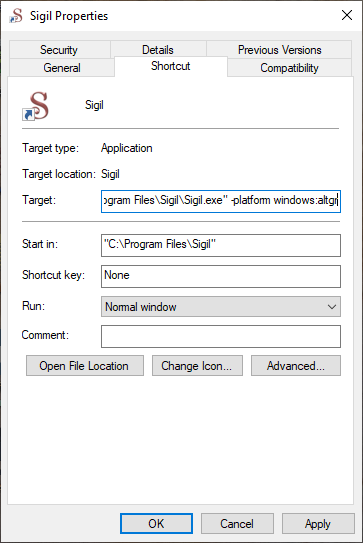 Sigil Properties
Security Details Previous Versions
General Shortcut Compatibility
Sigil
Target type: Application
Target location: Sigil
Target: ogram Files\Sigil\Sigil.exe" -platform windows:altgr
Start in: "C:\Program Files\Sigil"
Shortcut key: None
Run: Normal window
Comment:
Open File Location Change Icon... Advanced...
OK Cancel Apply